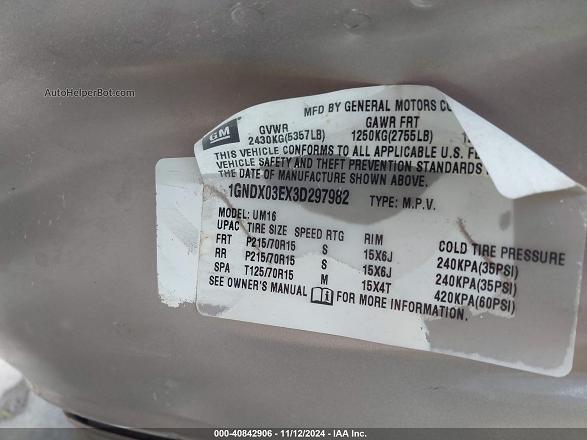 AutoHelperBot.com
MFD BY GENERAL MOTORS CO
GM GVWR GAWR FRT
2430KG(5357LB) 1250KG(2755LB)
THIS VEHICLE CONFORMS TO ALL APPLICABLE U.S. FE
VEHICLE SAFETY AND THEFT PREVENTION STANDARDS
THE DATE OF MANUFACTURE SHOWN ABOVE.
1GNDX03EX3D297982 TYPE: M.P.V.
MODEL: UM16
UPAC TIRE SIZE SPEED RTG RIM COLD TIRE PRESSURE
FRT P215/70R15 S 15X6J 240KPA(35PSI)
RR P215/70R15 S 15X6J 240KPA(35PSI)
SPA T125/70R15 M 15X4T 420KPA(60PSI)
SEE OWNER'S MANUAL FOR MORE INFORMATION.
000-40842906 - 11/12/2024 - IAA Inc.